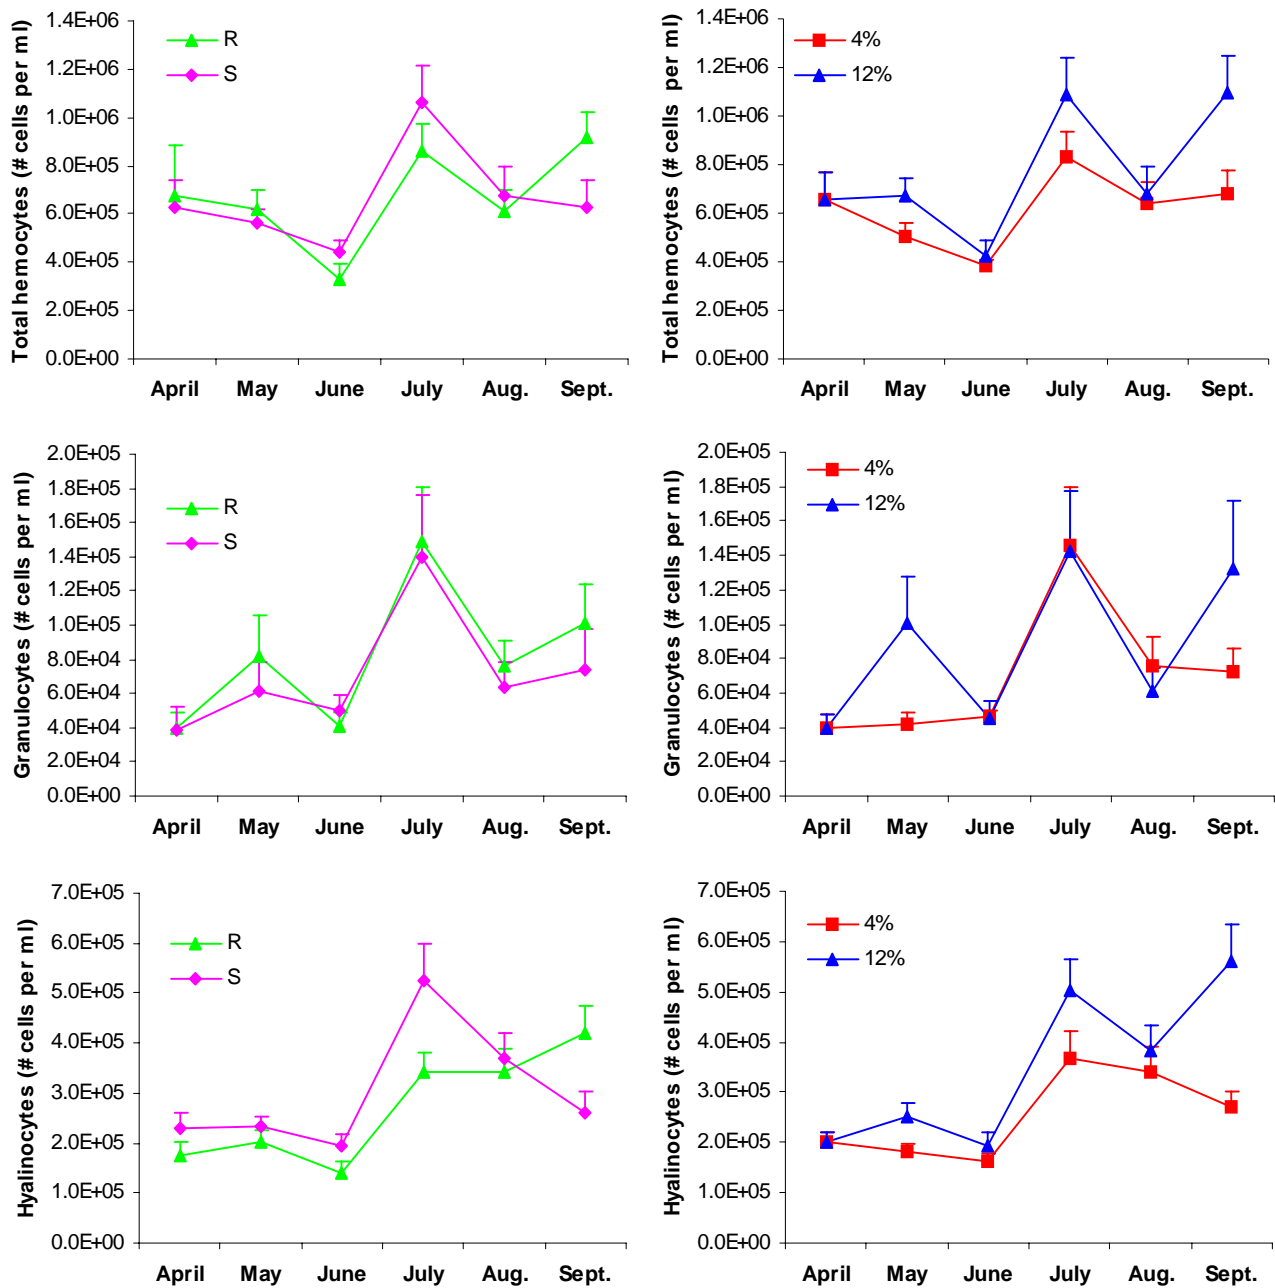 Total hemocytes (# cells per ml)
1.4E+06
1.2E+06
1.0E+06
8.0E+05
6.0E+05
4.0E+05
2.0E+05
0.0E+00
R
S
April May June July Aug. Sept.
Total hemocytes (# cells per ml)
1.4E+06
1.2E+06
1.0E+06
8.0E+05
6.0E+05
4.0E+05
2.0E+05
0.0E+00
4%
12%
April May June July Aug. Sept.
Granulocytes (# cells per ml)
2.0E+05
1.8E+05
1.6E+05
1.4E+05
1.2E+05
1.0E+05
8.0E+04
6.0E+04
4.0E+04
2.0E+04
0.0E+00
R
S
April May June July Aug. Sept.
Granulocytes (# cells per ml)
2.0E+05
1.8E+05
1.6E+05
1.4E+05
1.2E+05
1.0E+05
8.0E+04
6.0E+04
4.0E+04
2.0E+04
0.0E+00
4%
12%
April May June July Aug. Sept.
Hyalinocytes (# cells per ml)
7.0E+05
6.0E+05
5.0E+05
4.0E+05
3.0E+05
2.0E+05
1.0E+05
0.0E+00
R
S
April May June July Aug. Sept.
Hyalinocytes (# cells per ml)
7.0E+05
6.0E+05
5.0E+05
4.0E+05
3.0E+05
2.0E+05
1.0E+05
0.0E+00
4%
12%
April May June July Aug. Sept.